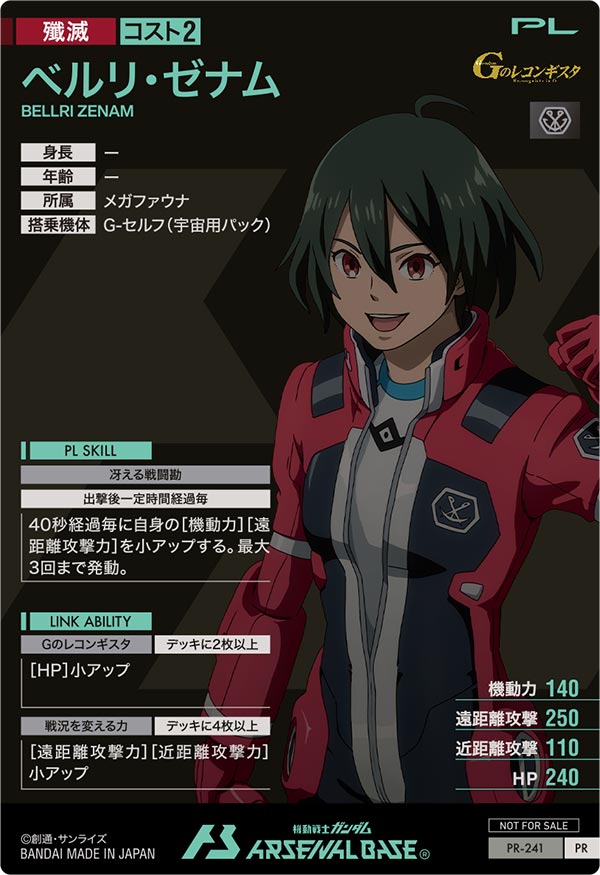 殲滅 コスト2
PL
ベルリ・ゼナム
BELLRI ZENAM
Gのレコンギスタ
身長 ー
年齢 ー
所属 メガファウナ
搭乗機体 G-セルフ(宇宙用パック)
PL SKILL
冴える戦闘勘
出撃後一定時間経過毎
40秒経過毎に自身の[機動力][遠
距離攻撃力]を小アップする。最大
3回まで発動。
LINK ABILITY
Gのレコンギスタ デッキに2枚以上
[HP]小アップ
戦況を変える力 デッキに4枚以上
[遠距離攻撃力][近距離攻撃力]
小アップ
機動力 140
遠距離攻撃 250
近距離攻撃 110
HP 240
©創通・サンライズ
BANDAI MADE IN JAPAN
機動戦士ガンダム
ARSENAL BASE®
NOT FOR SALE
PR-241 PR